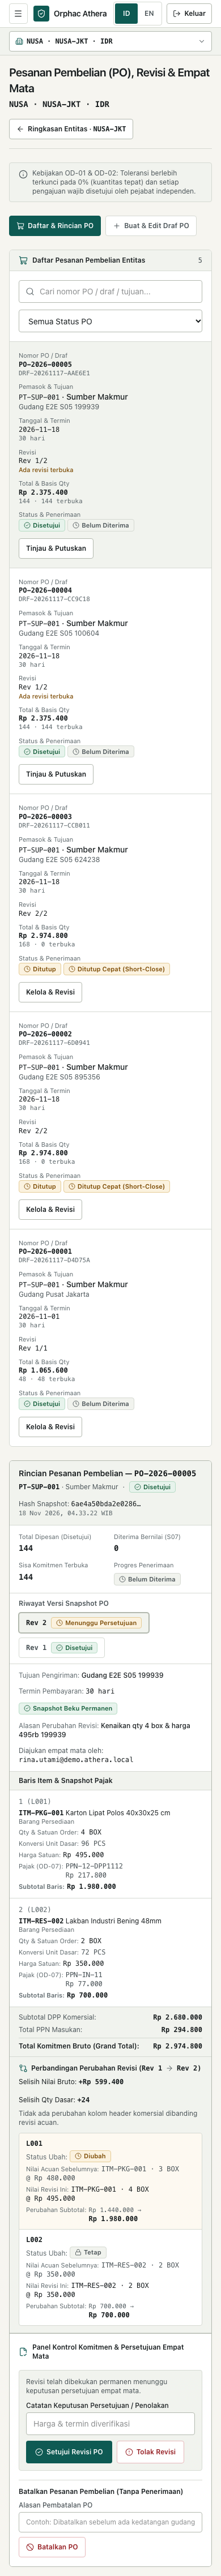 Orphac Athera
ID
EN
Keluar
NUSA · NUSA-JKT · IDR
Pesanan Pembelian (PO), Revisi & Empat Mata
NUSA · NUSA-JKT · IDR
Ringkasan Entitas · NUSA-JKT
Kebijakan OD-01 & OD-02: Toleransi berlebih terkunci pada 0% (kuantitas tepat) dan setiap pengajuan wajib disetujui oleh pejabat independen.
Daftar & Rincian PO
Buat & Edit Draf PO
Daftar Pesanan Pembelian Entitas
5
Cari nomor PO / draf / tujuan...
Semua Status PO
Nomor PO / Draf
PO-2026-00005
DRF-20261117-AAE6E1
Pemasok & Tujuan
PT-SUP-001 · Sumber Makmur
Gudang E2E S05 199939
Tanggal & Termin
2026-11-18
30 hari
Revisi
Rev 1/2
Ada revisi terbuka
Total & Basis Qty
Rp 2.375.400
144 · 144 terbuka
Status & Penerimaan
Disetujui
Belum Diterima
Tinjau & Putuskan
Nomor PO / Draf
PO-2026-00004
DRF-20261117-CC9C18
Pemasok & Tujuan
PT-SUP-001 · Sumber Makmur
Gudang E2E S05 100604
Tanggal & Termin
2026-11-18
30 hari
Revisi
Rev 1/2
Ada revisi terbuka
Total & Basis Qty
Rp 2.375.400
144 · 144 terbuka
Status & Penerimaan
Disetujui
Belum Diterima
Tinjau & Putuskan
Nomor PO / Draf
PO-2026-00003
DRF-20261117-CCB011
Pemasok & Tujuan
PT-SUP-001 · Sumber Makmur
Gudang E2E S05 624238
Tanggal & Termin
2026-11-18
30 hari
Revisi
Rev 2/2
Total & Basis Qty
Rp 2.974.800
168 · 0 terbuka
Status & Penerimaan
Ditutup
Ditutup Cepat (Short-Close)
Kelola & Revisi
Nomor PO / Draf
PO-2026-00002
DRF-20261117-6D0941
Pemasok & Tujuan
PT-SUP-001 · Sumber Makmur
Gudang E2E S05 895356
Tanggal & Termin
2026-11-18
30 hari
Revisi
Rev 2/2
Total & Basis Qty
Rp 2.974.800
168 · 0 terbuka
Status & Penerimaan
Ditutup
Ditutup Cepat (Short-Close)
Kelola & Revisi
Nomor PO / Draf
PO-2026-00001
DRF-20261117-D4D75A
Pemasok & Tujuan
PT-SUP-001 · Sumber Makmur
Gudang Pusat Jakarta
Tanggal & Termin
2026-11-01
30 hari
Revisi
Rev 1/1
Total & Basis Qty
Rp 1.065.600
48 · 48 terbuka
Status & Penerimaan
Disetujui
Belum Diterima
Kelola & Revisi
Rincian Pesanan Pembelian — PO-2026-00005
PT-SUP-001 · Sumber Makmur · Disetujui
Hash Snapshot: 6ae4a50bda2e0286…
18 Nov 2026, 04.33.22 WIB
Total Dipesan (Disetujui)
144
Diterima Bernilai (S07)
0
Sisa Komitmen Terbuka
144
Progres Penerimaan
Belum Diterima
Riwayat Versi Snapshot PO
Rev 2 Menunggu Persetujuan
Rev 1 Disetujui
Tujuan Pengiriman: Gudang E2E S05 199939
Termin Pembayaran: 30 hari
Snapshot Beku Permanen
Alasan Perubahan Revisi: Kenaikan qty 4 box & harga 495rb 199939
Diajukan empat mata oleh:
rina.utami@demo.athera.local
Baris Item & Snapshot Pajak
1 (L001)
ITM-PKG-001 Karton Lipat Polos 40x30x25 cm
Barang Persediaan
Qty & Satuan Order: 4 BOX
Konversi Unit Dasar: 96 PCS
Harga Satuan: Rp 495.000
Pajak (OD-07): PPN-12-DPP1112
Rp 217.800
Subtotal Baris: Rp 1.980.000
2 (L002)
ITM-RES-002 Lakban Industri Bening 48mm
Barang Persediaan
Qty & Satuan Order: 2 BOX
Konversi Unit Dasar: 72 PCS
Harga Satuan: Rp 350.000
Pajak (OD-07): PPN-IN-11
Rp 77.000
Subtotal Baris: Rp 700.000
Subtotal DPP Komersial: Rp 2.680.000
Total PPN Masukan: Rp 294.800
Total Komitmen Bruto (Grand Total): Rp 2.974.800
Perbandingan Perubahan Revisi (Rev 1 → Rev 2)
Selisih Nilai Bruto: +Rp 599.400
Selisih Qty Dasar: +24
Tidak ada perubahan kolom header komersial dibanding revisi acuan.
L001
Status Ubah: Diubah
Nilai Acuan Sebelumnya: ITM-PKG-001 · 3 BOX @ Rp 480.000
Nilai Revisi Ini: ITM-PKG-001 · 4 BOX @ Rp 495.000
Perubahan Subtotal: Rp 1.440.000 →
Rp 1.980.000
L002
Status Ubah: Tetap
Nilai Acuan Sebelumnya: ITM-RES-002 · 2 BOX @ Rp 350.000
Nilai Revisi Ini: ITM-RES-002 · 2 BOX @ Rp 350.000
Perubahan Subtotal: Rp 700.000 →
Rp 700.000
Panel Kontrol Komitmen & Persetujuan Empat Mata
Revisi telah dibekukan permanen menunggu keputusan persetujuan empat mata.
Catatan Keputusan Persetujuan / Penolakan
Harga & termin diverifikasi
Setujui Revisi PO
Tolak Revisi
Batalkan Pesanan Pembelian (Tanpa Penerimaan)
Alasan Pembatalan PO
Contoh: Dibatalkan sebelum ada kedatangan gudang
Batalkan PO